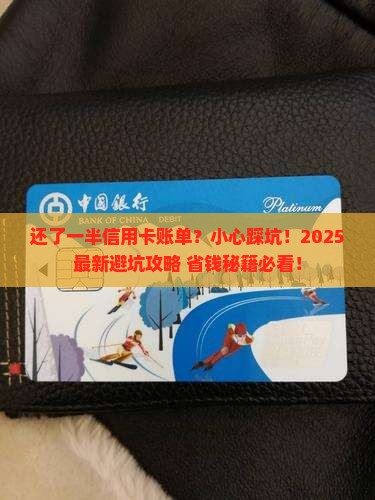 中国银行
Platinum
BANK OF CHINA DEBIT
还了一半信用卡账单？小心踩坑！2025
最新避坑攻略 省钱秘藉必看！